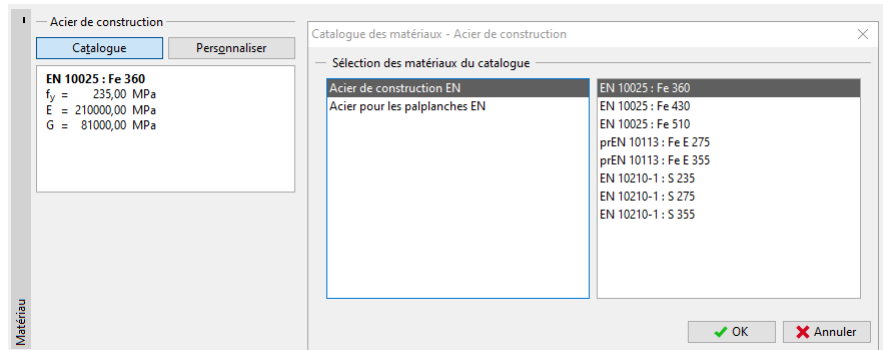 Acier de construction
Catalogue
Personnaliser
EN 10025 : Fe 360
fy = 235,00 MPa
E = 210000,00 MPa
G = 81000,00 MPa
Matériau
Catalogue des matériaux - Acier de construction
Sélection des matériaux du catalogue
Acier de construction EN
Acier pour les palplanches EN
EN 10025 : Fe 360
EN 10025 : Fe 430
EN 10025 : Fe 510
prEN 10113 : Fe E 275
prEN 10113 : Fe E 355
EN 10210-1 : S 235
EN 10210-1 : S 275
EN 10210-1 : S 355
OK
Annuler